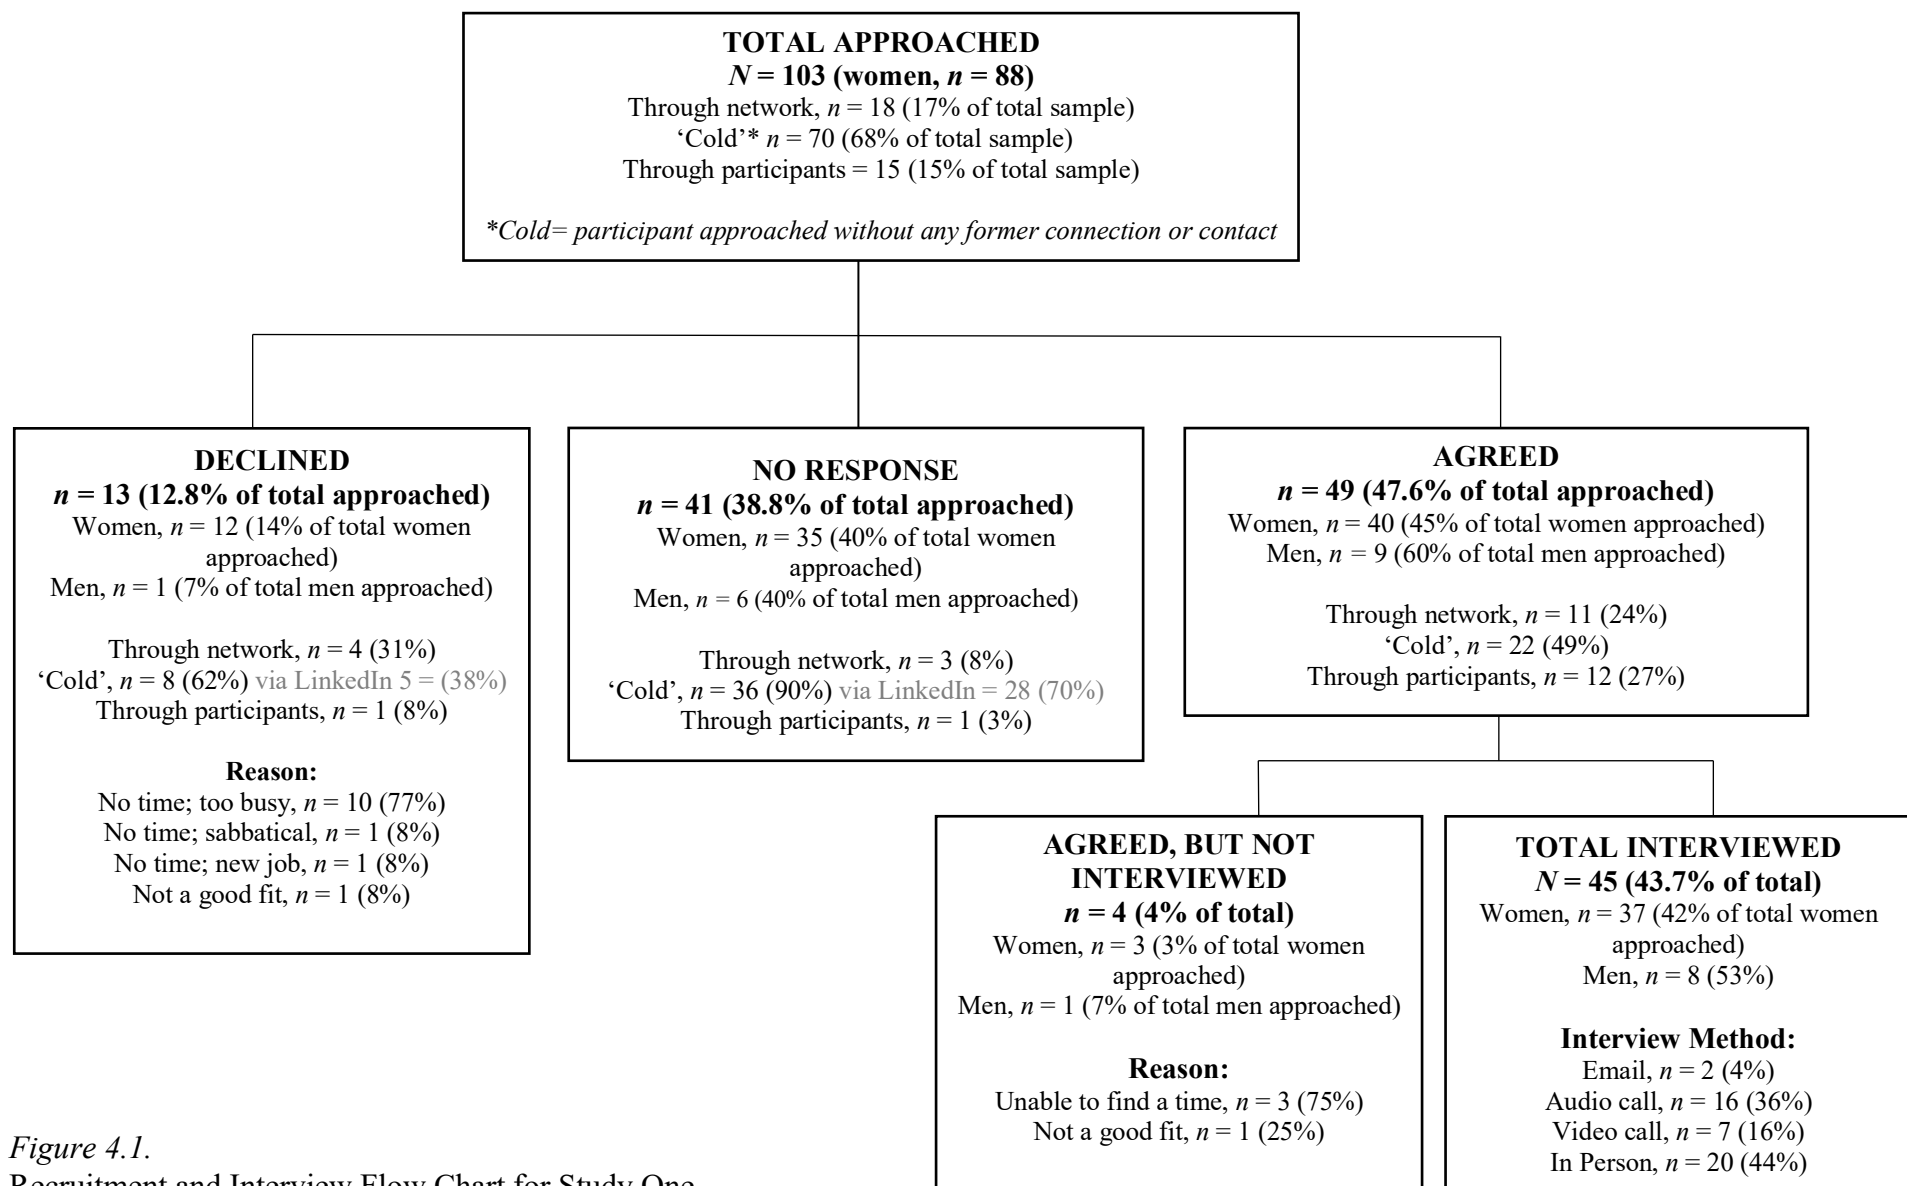 TOTAL APPROACHED
N = 103 (women, n = 88)
Through network, n = 18 (17% of total sample)
‘Cold’* n = 70 (68% of total sample)
Through participants = 15 (15% of total sample)
*Cold= participant approached without any former connection or contact
DECLINED
n = 13 (12.8% of total approached)
Women, n = 12 (14% of total women
approached)
Men, n = 1 (7% of total men approached)
Through network, n = 4 (31%)
‘Cold’, n = 8 (62%) via LinkedIn 5 = (38%)
Through participants, n = 1 (8%)
Reason:
No time; too busy, n = 10 (77%)
No time; sabbatical, n = 1 (8%)
No time; new job, n = 1 (8%)
Not a good fit, n = 1 (8%)
NO RESPONSE
n = 41 (38.8% of total approached)
Women, n = 35 (40% of total women
approached)
Men, n = 6 (40% of total men approached)
Through network, n = 3 (8%)
‘Cold’, n = 36 (90%) via LinkedIn = 28 (70%)
Through participants, n = 1 (3%)
AGREED
n = 49 (47.6% of total approached)
Women, n = 40 (45% of total women approached)
Men, n = 9 (60% of total men approached)
Through network, n = 11 (24%)
‘Cold’, n = 22 (49%)
Through participants, n = 12 (27%)
AGREED, BUT NOT
INTERVIEWED
n = 4 (4% of total)
Women, n = 3 (3% of total women
approached)
Men, n = 1 (7% of total men approached)
Reason:
Unable to find a time, n = 3 (75%)
Not a good fit, n = 1 (25%)
TOTAL INTERVIEWED
N = 45 (43.7% of total)
Women, n = 37 (42% of total women
approached)
Men, n = 8 (53%)
Interview Method:
Email, n = 2 (4%)
Audio call, n = 16 (36%)
Video call, n = 7 (16%)
In Person, n = 20 (44%)
Figure 4.1.
Recruitment and Interview Flow Chart for Study One